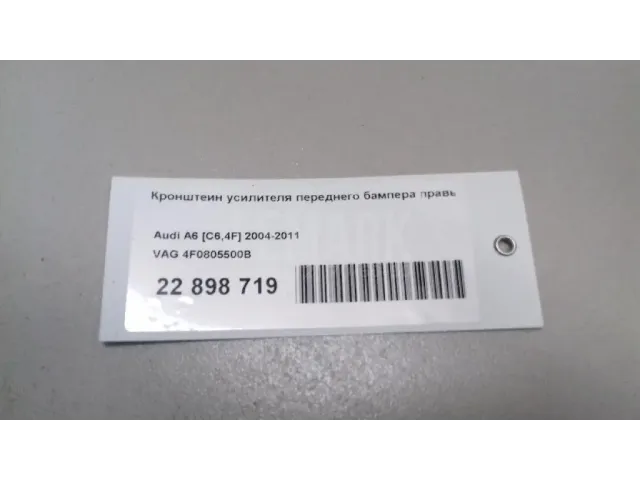 Кронштеин усилителя переднего бампера правь
Audi A6 [C6,4F] 2004-2011
VAG 4F0805500B
22 898 719